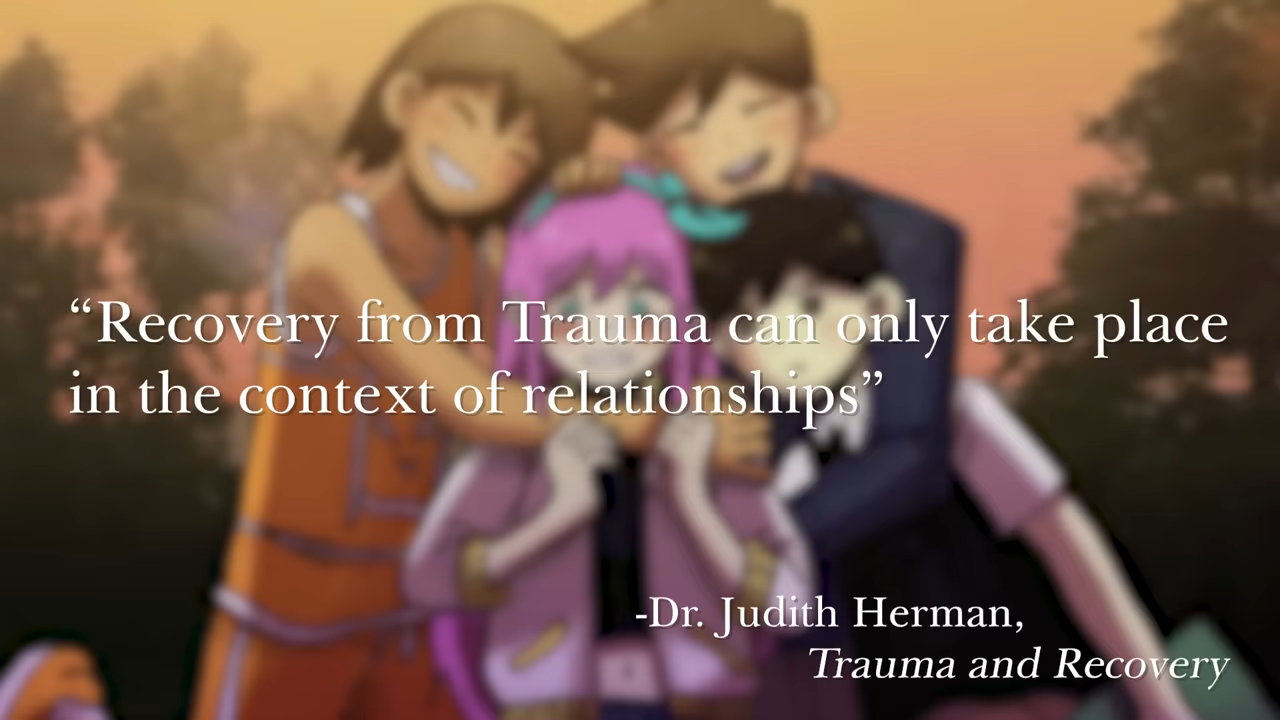 “Recovery from Trauma can only take place
in the context of relationships”
-Dr. Judith Herman,
Trauma and Recovery